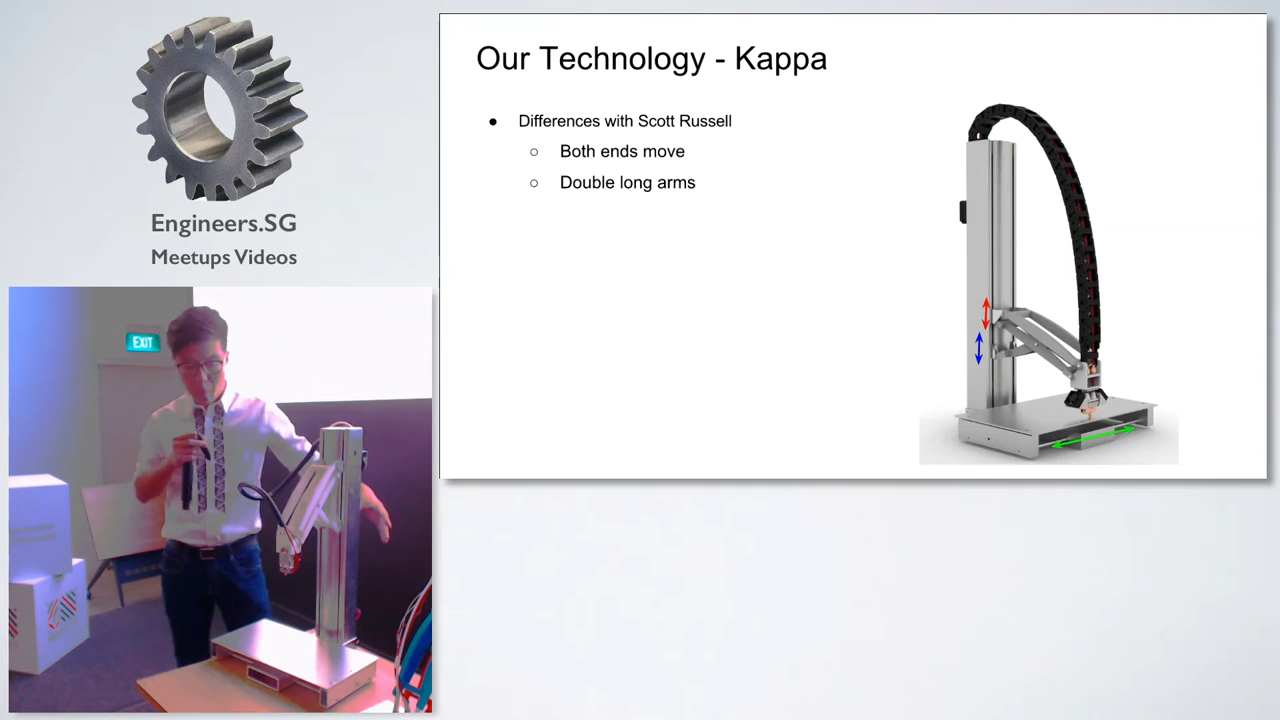 Engineers.SG
Meetups Videos
EXIT
Our Technology - Kappa
● Differences with Scott Russell
○ Both ends move
○ Double long arms